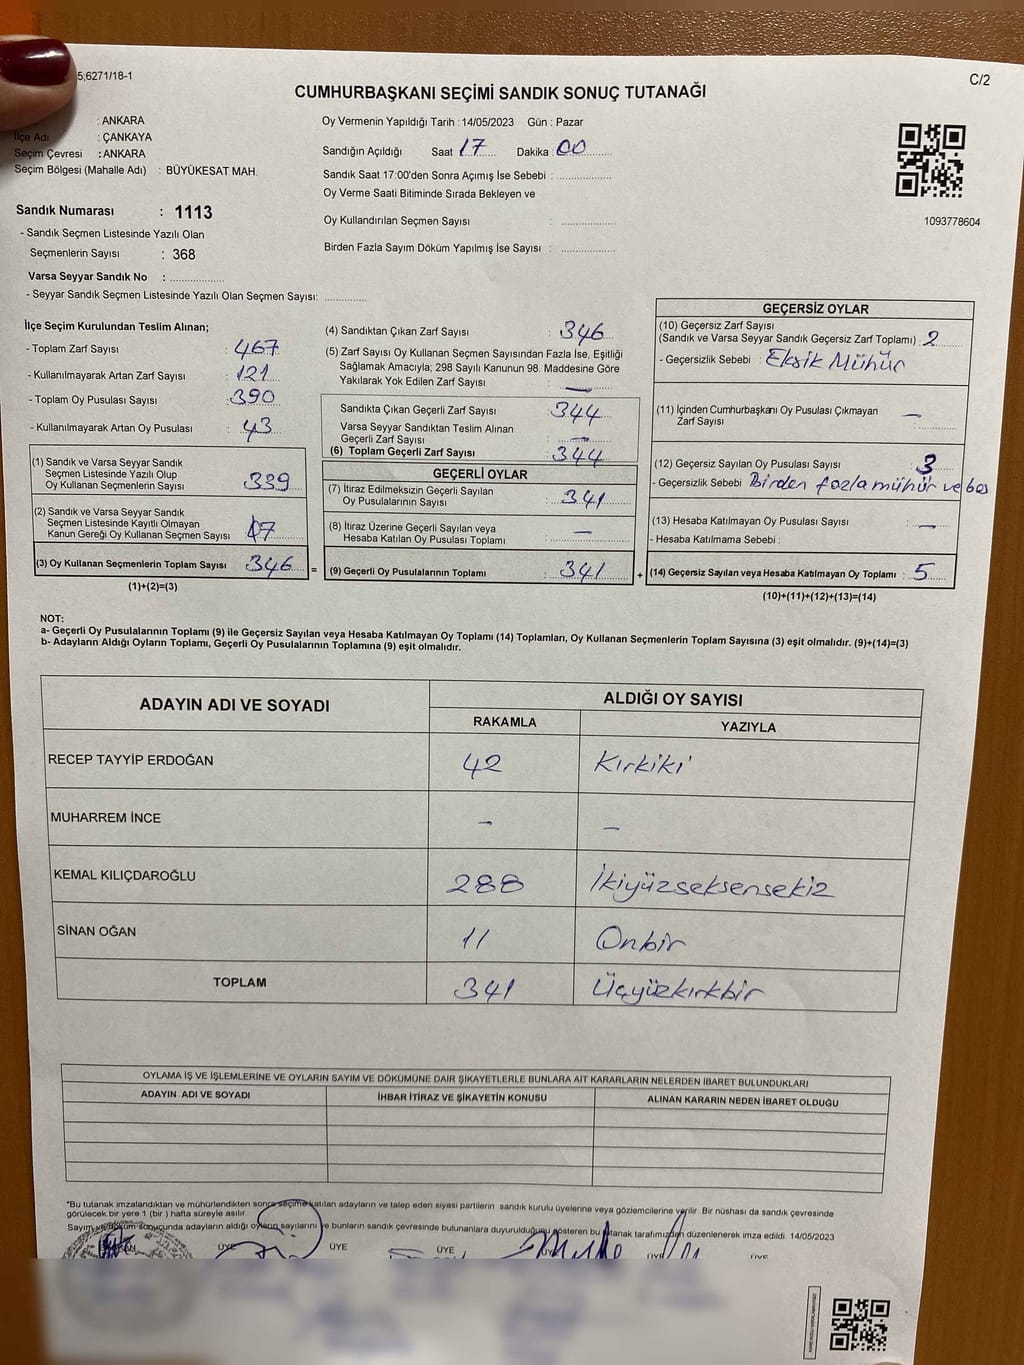 5;6271/18-1
C/2
CUMHURBAŞKANI SEÇİMİ SANDIK SONUÇ TUTANAĞI
: ANKARA
İlçe Adı : ÇANKAYA
Seçim Çevresi : ANKARA
Seçim Bölgesi (Mahalle Adı) : BÜYÜKESAT MAH.
Oy Vermenin Yapıldığı Tarih : 14/05/2023 Gün : Pazar
Sandığın Açıldığı Saat 17 Dakika : 00
Sandık Saat 17:00'den Sonra Açımış İse Sebebi :
Oy Verme Saati Bitiminde Sırada Bekleyen ve
Oy Kullandırılan Seçmen Sayısı :
Birden Fazla Sayım Döküm Yapılmış İse Sayısı :
1093778604
Sandık Numarası : 1113
- Sandık Seçmen Listesinde Yazılı Olan
Seçmenlerin Sayısı : 368
Varsa Seyyar Sandık No :
- Seyyar Sandık Seçmen Listesinde Yazılı Olan Seçmen Sayısı:
İlçe Seçim Kurulundan Teslim Alınan;
- Toplam Zarf Sayısı : 467
- Kullanılmayarak Artan Zarf Sayısı : 121
- Toplam Oy Pusulası Sayısı : 390
- Kullanılmayarak Artan Oy Pusulası : 43
(1) Sandık ve Varsa Seyyar Sandık
Seçmen Listesinde Yazılı Olup
Oy Kullanan Seçmenlerin Sayısı : 339
(2) Sandık ve Varsa Seyyar Sandık
Seçmen Listesinde Kayıtlı Olmayan
Kanun Gereği Oy Kullanan Seçmen Sayısı : 7
(3) Oy Kullanan Seçmenlerin Toplam Sayısı : 346 =
(1)+(2)=(3)
(4) Sandıktan Çıkan Zarf Sayısı : 346
(5) Zarf Sayısı Oy Kullanan Seçmen Sayısından Fazla İse, Eşitliği
Sağlamak Amacıyla; 298 Sayılı Kanunun 98. Maddesine Göre
Yakılarak Yok Edilen Zarf Sayısı : —
Sandıkta Çıkan Geçerli Zarf Sayısı : 344
Varsa Seyyar Sandıktan Teslim Alınan
Geçerli Zarf Sayısı : —
(6) Toplam Geçerli Zarf Sayısı : 344
GEÇERLİ OYLAR
(7) İtiraz Edilmeksizin Geçerli Sayılan
Oy Pusulalarının Sayısı : 341
(8) İtiraz Üzerine Geçerli Sayılan veya
Hesaba Katılan Oy Pusulası Toplamı : —
(9) Geçerli Oy Pusulalarının Toplamı : 341 +
GEÇERSİZ OYLAR
(10) Geçersiz Zarf Sayısı
(Sandık ve Varsa Seyyar Sandık Geçersiz Zarf Toplamı) : 2
- Geçersizlik Sebebi : Eksik Mühür
(11) İçinden Cumhurbaşkanı Oy Pusulası Çıkmayan
Zarf Sayısı : —
(12) Geçersiz Sayılan Oy Pusulası Sayısı : 3
- Geçersizlik Sebebi Birden fazla mühür ve boş
(13) Hesaba Katılmayan Oy Pusulası Sayısı : —
- Hesaba Katılmama Sebebi :
(14) Geçersiz Sayılan veya Hesaba Katılmayan Oy Toplamı : 5
(10)+(11)+(12)+(13)=(14)
NOT:
a- Geçerli Oy Pusulalarının Toplamı (9) ile Geçersiz Sayılan veya Hesaba Katılmayan Oy Toplamı (14) Toplamları, Oy Kullanan Seçmenlerin Toplam Sayısına (3) eşit olmalıdır. (9)+(14)=(3)
b- Adayların Aldığı Oyların Toplamı, Geçerli Oy Pusulalarının Toplamına (9) eşit olmalıdır.
ADAYIN ADI VE SOYADI
ALDIĞI OY SAYISI
RAKAMLA YAZIYLA
RECEP TAYYİP ERDOĞAN 42 Kırkiki
MUHARREM İNCE – –
KEMAL KILIÇDAROĞLU 288 İkiyüzseksensekiz
SİNAN OĞAN 11 Onbir
TOPLAM 341 Üçyüzkırkbir
OYLAMA İŞ VE İŞLEMLERİNE VE OYLARIN SAYIM VE DÖKÜMÜNE DAİR ŞİKAYETLERLE BUNLARA AİT KARARLARIN NELERDEN İBARET BULUNDUKLARI
ADAYIN ADI VE SOYADI İHBAR İTİRAZ VE ŞİKAYETİN KONUSU ALINAN KARARIN NEDEN İBARET OLDUĞU
*Bu tutanak imzalandıktan ve mühürlendikten sonra seçime katılan adayların ve talep eden siyasi partilerin sandık kurulu üyelerine veya gözlemcilerine verilir. Bir nüshası da sandık çevresinde
görülecek bir yere 1 (bir ) hafta süreyle asılır.
Sayım ve döküm sonucunda adayların aldığı oyların sayılarını ve bunların sandık çevresinde bulunanlara duyurulduğunu gösteren bu tutanak tarafımızdan düzenlenerek imza edildi. 14/05/2023
BAŞKAN ÜYE ÜYE ÜYE ÜYE ÜYE ÜYE